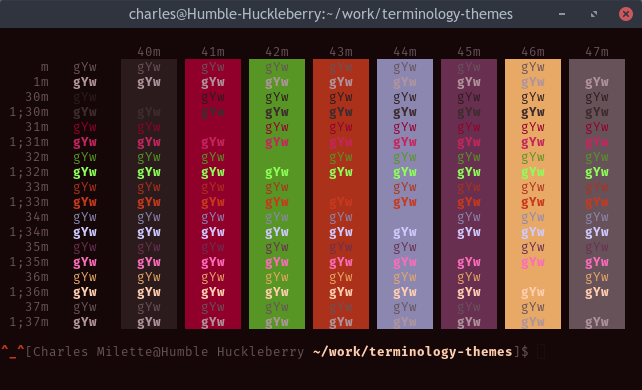 charles@Humble-Huckleberry:~/work/terminology-themes
40m 41m 42m 43m 44m 45m 46m 47m
m gYw gYw gYw gYw gYw gYw gYw gYw gYw
1m gYw gYw gYw gYw gYw gYw gYw gYw gYw
30m gYw gYw gYw gYw gYw gYw gYw gYw
1;30m gYw gYw gYw gYw gYw gYw gYw gYw gYw
31m gYw gYw gYw gYw gYw gYw gYw gYw
1;31m gYw gYw gYw gYw gYw gYw gYw gYw gYw
32m gYw gYw gYw gYw gYw gYw gYw gYw
1;32m gYw gYw gYw gYw gYw gYw gYw gYw gYw
33m gYw gYw gYw gYw gYw gYw gYw gYw
1;33m gYw gYw gYw gYw gYw gYw gYw gYw gYw
34m gYw gYw gYw gYw gYw gYw gYw gYw
1;34m gYw gYw gYw gYw gYw gYw gYw gYw gYw
35m gYw gYw gYw gYw gYw gYw gYw gYw
1;35m gYw gYw gYw gYw gYw gYw gYw gYw gYw
36m gYw gYw gYw gYw gYw gYw gYw gYw
1;36m gYw gYw gYw gYw gYw gYw gYw gYw gYw
37m gYw gYw gYw gYw gYw gYw gYw gYw
1;37m gYw gYw gYw gYw gYw gYw gYw gYw gYw
^_^[Charles Milette@Humble Huckleberry ~/work/terminology-themes]$